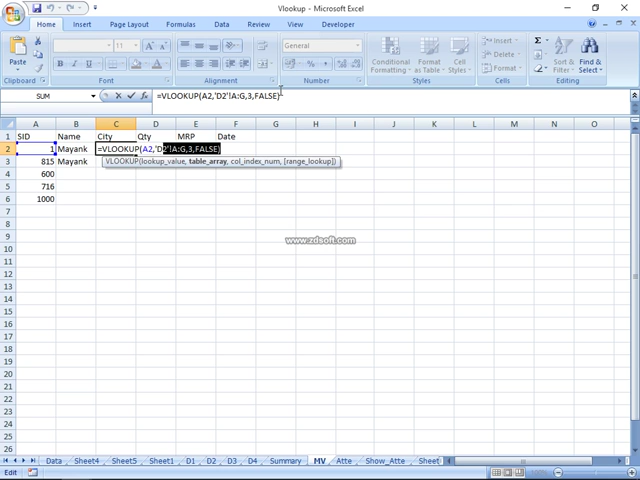 Vlookup - Microsoft Excel
Home Insert Page Layout Formulas Data Review View Developer
Paste
11
General
Conditional Formatting Format as Table Cell Styles
Insert Delete Format
Sort & Filter Find & Select
Clipboard Font Alignment Number Styles Cells Editing
SUM =VLOOKUP(A2,'D2'!A:G,3,FALSE)
A B C D E F G H I J K L M N
1 SID Name City Qty MRP Date
2 1 Mayank =VLOOKUP(A2,'D2'!A:G,3,FALSE)
3 815 Mayank VLOOKUP(lookup_value, table_array, col_index_num, [range_lookup])
4 600
5 716
6 1000
7
8
9
www.zdsoft.com
10
11
12
13
14
15
16
17
18
19
20
21
22
23
24
25
26
Data Sheet4 Sheet5 Sheet1 D1 D2 D3 D4 Summary MV Atte Show_Atte Sheet
Edit